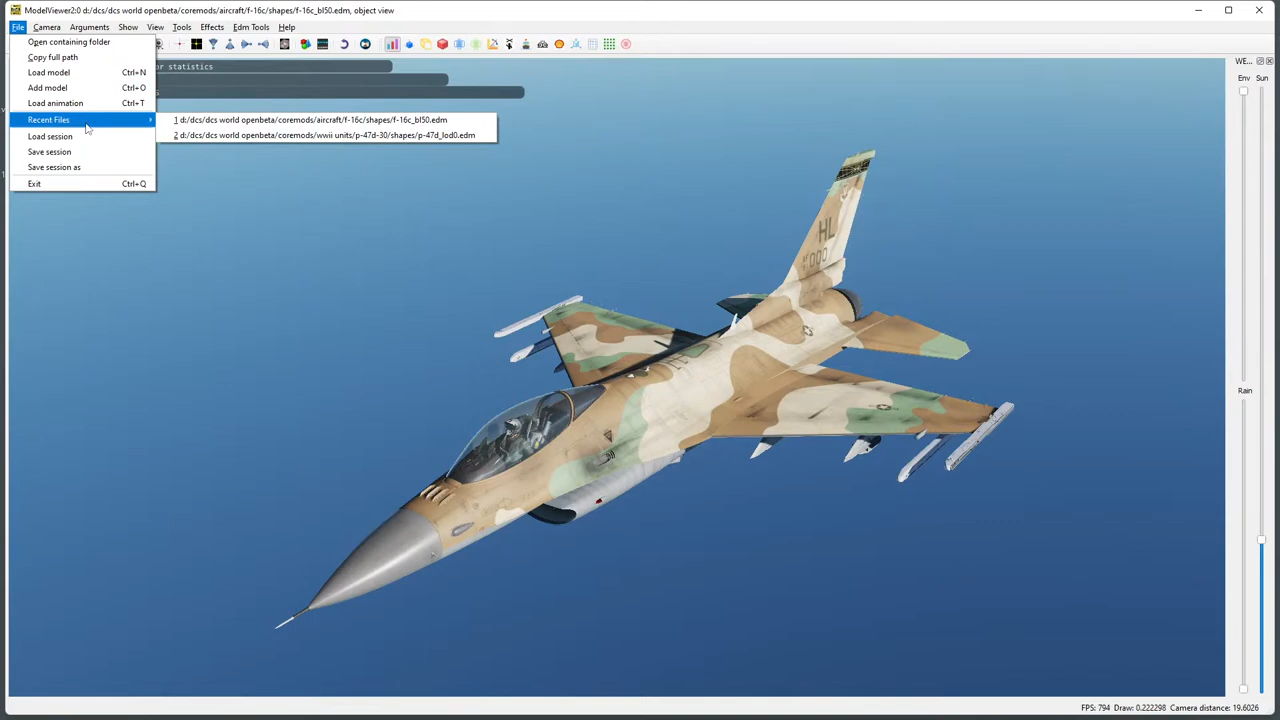 ModelViewer2:0 d:/dcs/dcs world openbeta/coremods/aircraft/f-16c/shapes/f-16c_bl50.edm, object view
File Camera Arguments Show View Tools Effects Edm Tools Help
Open containing folder
Copy full path
Load model Ctrl+N
Add model Ctrl+O
Load animation Ctrl+T
Recent Files
Load session
Save session
Save session as
Exit Ctrl+Q
1 d:/dcs/dcs world openbeta/coremods/aircraft/f-16c/shapes/f-16c_bl50.edm
2 d:/dcs/dcs world openbeta/coremods/wwii units/p-47d-30/shapes/p-47d_lod0.edm
or statistics
WE...
Env
Rain
HL
000
FPS: 794 Draw: 0.222298 Camera distance: 19.6026